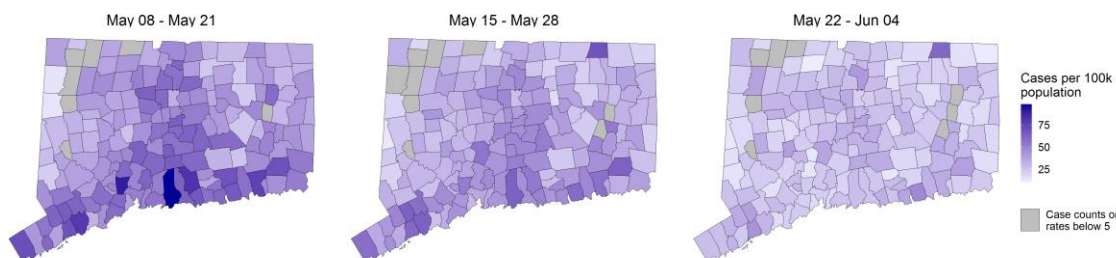 May 08 - May 21
May 15 - May 28
May 22 - Jun 04
Cases per 100k
population
75
50
25
Case counts or
rates below 5